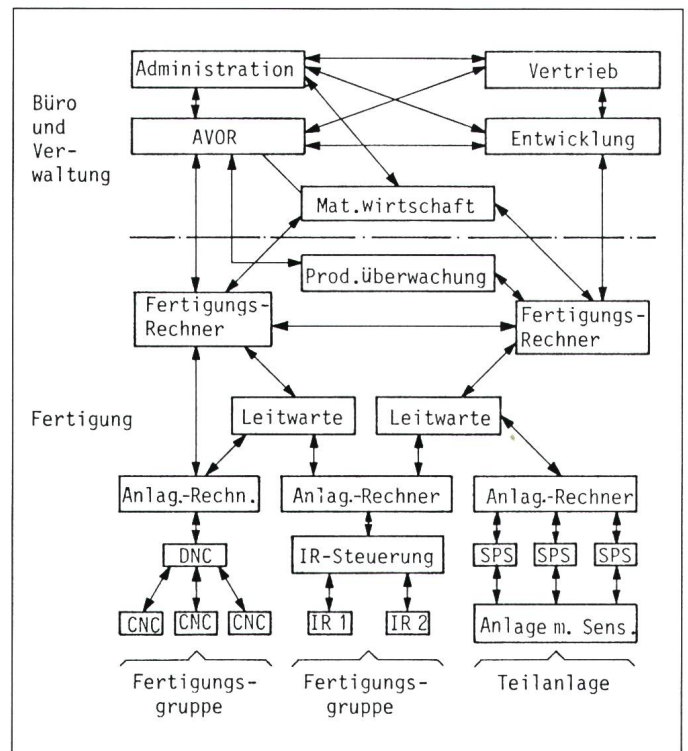 Administration
Vertrieb
Büro
und
Ver-
waltung
AVOR
Entwicklung
Mat.wirtschaft
Prod.überwachung
Fertigungs-
Rechner
Fertigungs-
Rechner
Fertigung
Leitwarte
Leitwarte
Anlag.-Rechn.
Anlag.-Rechner
Anlag.-Rechner
DNC
IR-Steuerung
SPS
SPS
SPS
CNC
CNC
CNC
IR 1
IR 2
Anlage m. Sens.
Fertigungs-
gruppe
Fertigungs-
gruppe
Teilanlage